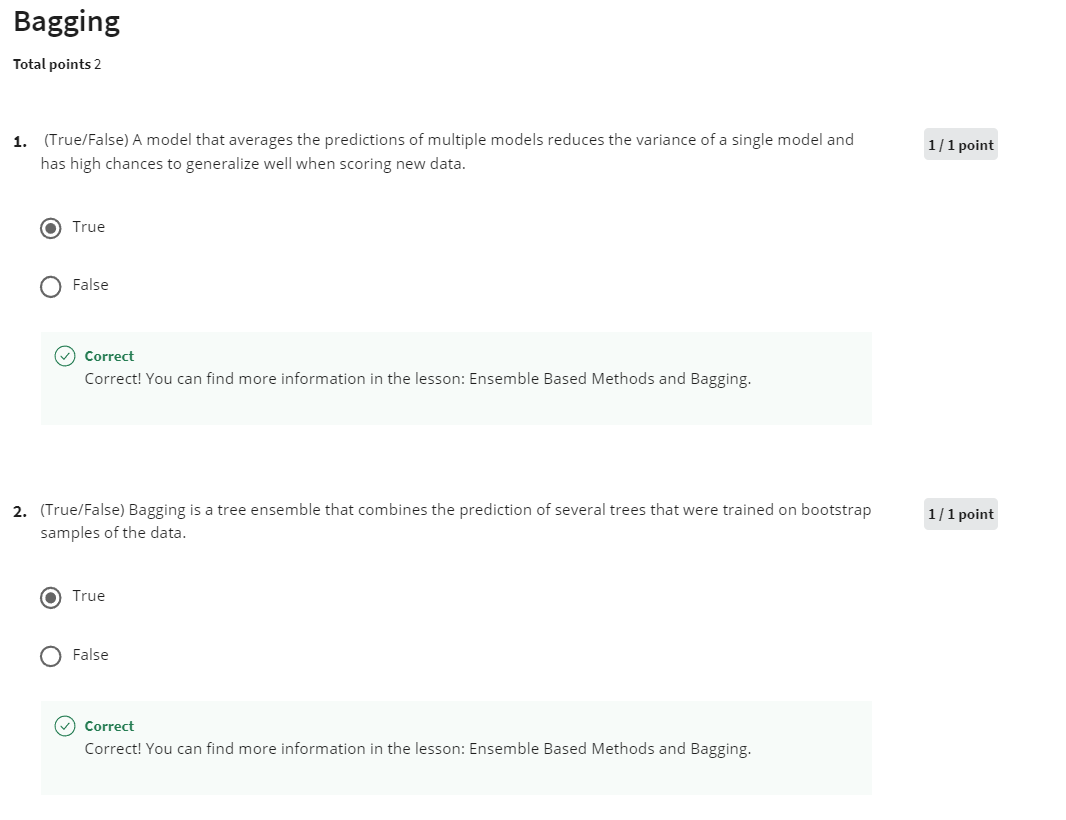 Bagging
Total points 2
1. (True/False) A model that averages the predictions of multiple models reduces the variance of a single model and
has high chances to generalize well when scoring new data.
1 / 1 point
True
False
Correct
Correct! You can find more information in the lesson: Ensemble Based Methods and Bagging.
2. (True/False) Bagging is a tree ensemble that combines the prediction of several trees that were trained on bootstrap
samples of the data.
1 / 1 point
True
False
Correct
Correct! You can find more information in the lesson: Ensemble Based Methods and Bagging.